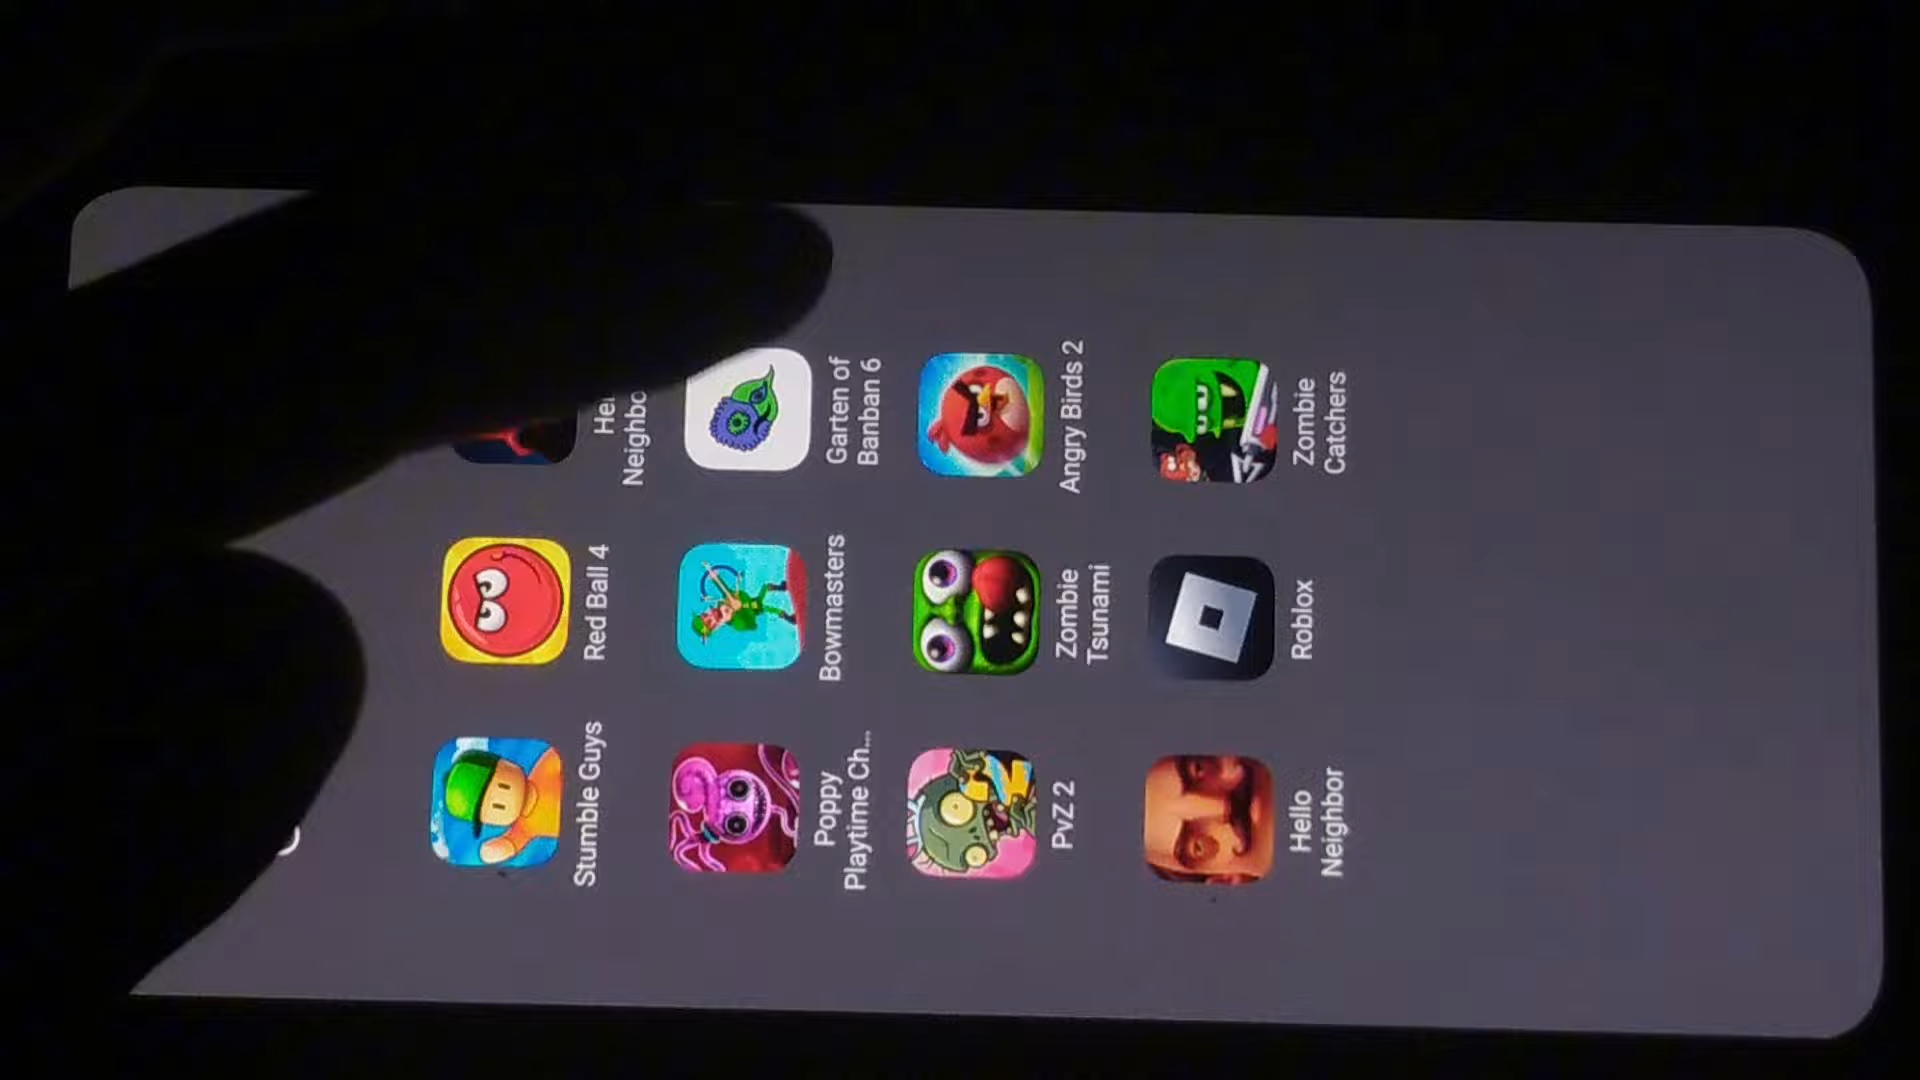 Stumble Guys
Red Ball 4
Neighbo
Poppy
Playtime Ch...
Bowmasters
Garten of
Banban 6
PvZ 2
Zombie
Tsunami
Angry Birds 2
Hello
Neighbor
Roblox
Zombie
Catchers